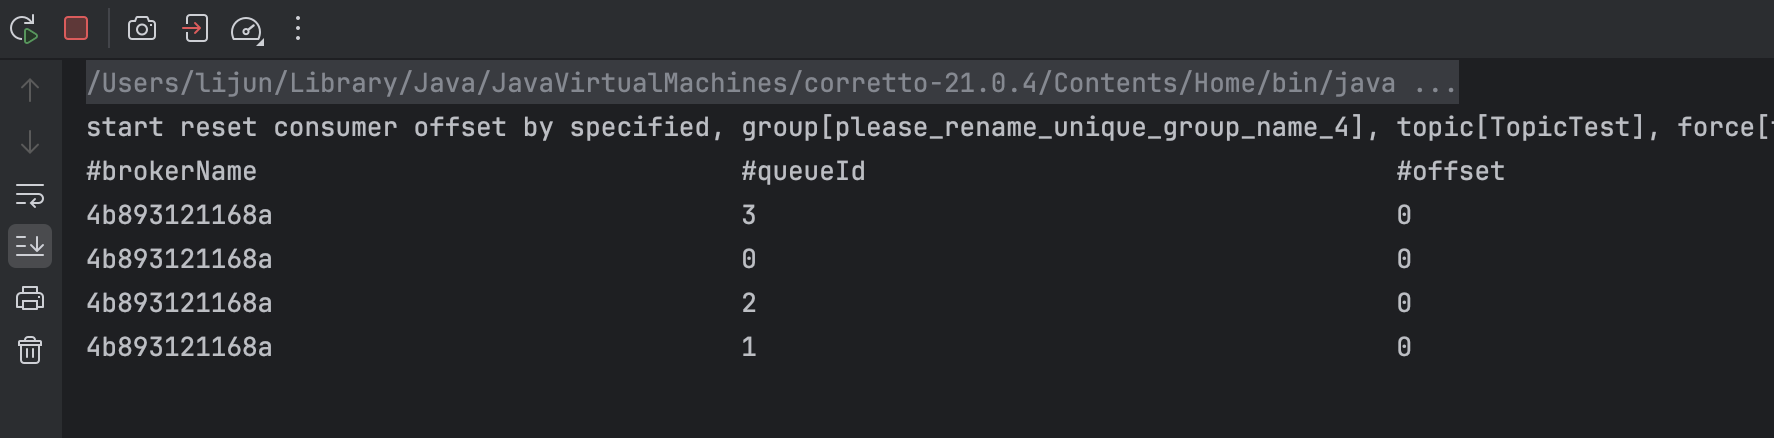 /Users/lijun/Library/Java/JavaVirtualMachines/corretto-21.0.4/Contents/Home/bin/java ...
start reset consumer offset by specified, group[please_rename_unique_group_name_4], topic[TopicTest], force[
#brokerName #queueId #offset
4b893121168a 3 0
4b893121168a 0 0
4b893121168a 2 0
4b893121168a 1 0